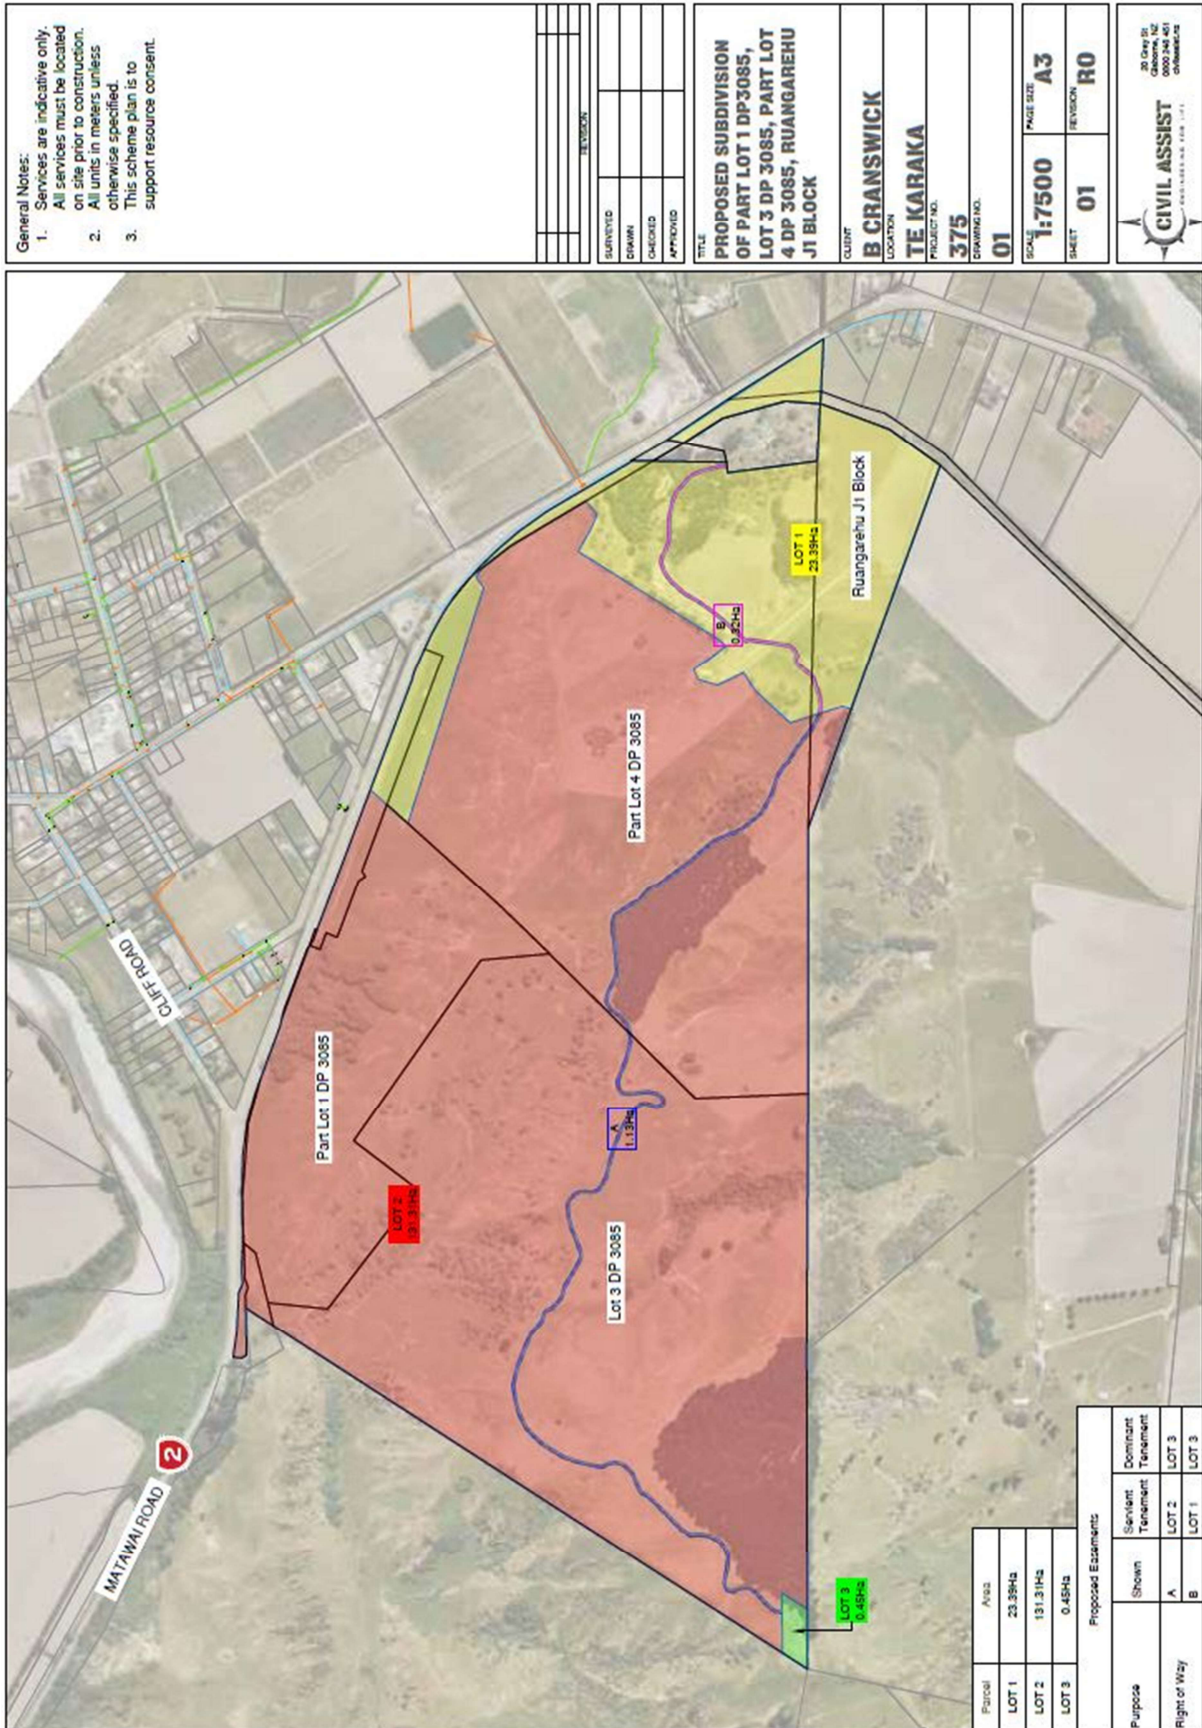 General Notes:
1. Services are indicative only.
All services must be located
on site prior to construction.
2. All units in meters unless
otherwise specified.
3. This scheme plan is to
support resource consent.
REVISION
SURVEYED
DRAWN
CHECKED
APPROVED
TITLE
PROPOSED SUBDIVISION
OF PART LOT 1 DP3085,
LOT 3 DP 3085, PART LOT
4 DP 3085, RUANGAREHU
J1 BLOCK
CLIENT
B CRANSWICK
LOCATION
TE KARAKA
PROJECT NO.
375
DRAWING NO.
01
SCALE
1:7500
PAGE SIZE
A3
SHEET
01
REVISION
R0
CIVIL ASSIST
20 Grey St
Gisborne, NZ
MATAWAI ROAD
2
CLIFF ROAD
Part Lot 1 DP 3085
LOT 2
131.31Ha
Lot 3 DP 3085
A
1.13Ha
Part Lot 4 DP 3085
B
0.32Ha
LOT 1
23.39Ha
Ruangarehu J1 Block
LOT 3
0.45Ha
Parcel Area
LOT 1 23.39Ha
LOT 2 131.31Ha
LOT 3 0.45Ha
Proposed Easements
Purpose Shown Servient Tenement Dominant Tenement
Right of Way A LOT 2 LOT 3
B LOT 1 LOT 3